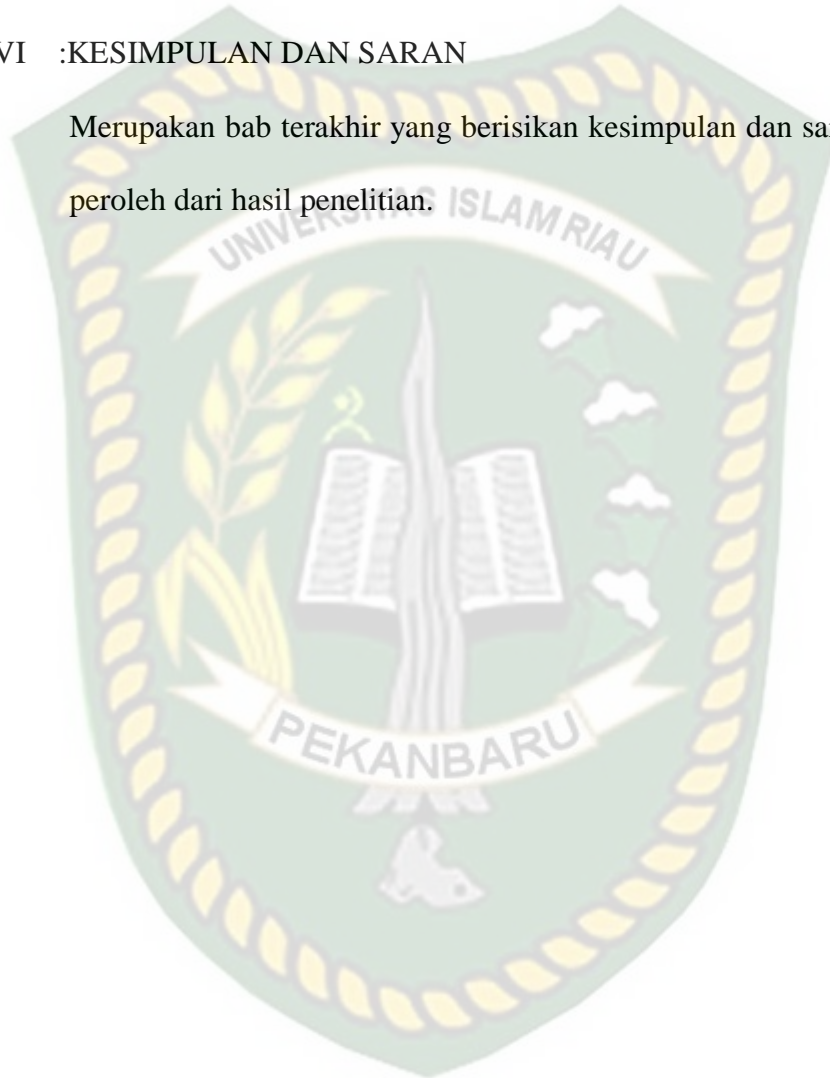 VI :KESIMPULAN DAN SARAN
Merupakan bab terakhir yang berisikan kesimpulan dan
peroleh dari hasil penelitian.
UNIVERSITAS ISLAM RIAU
PEKANBARU